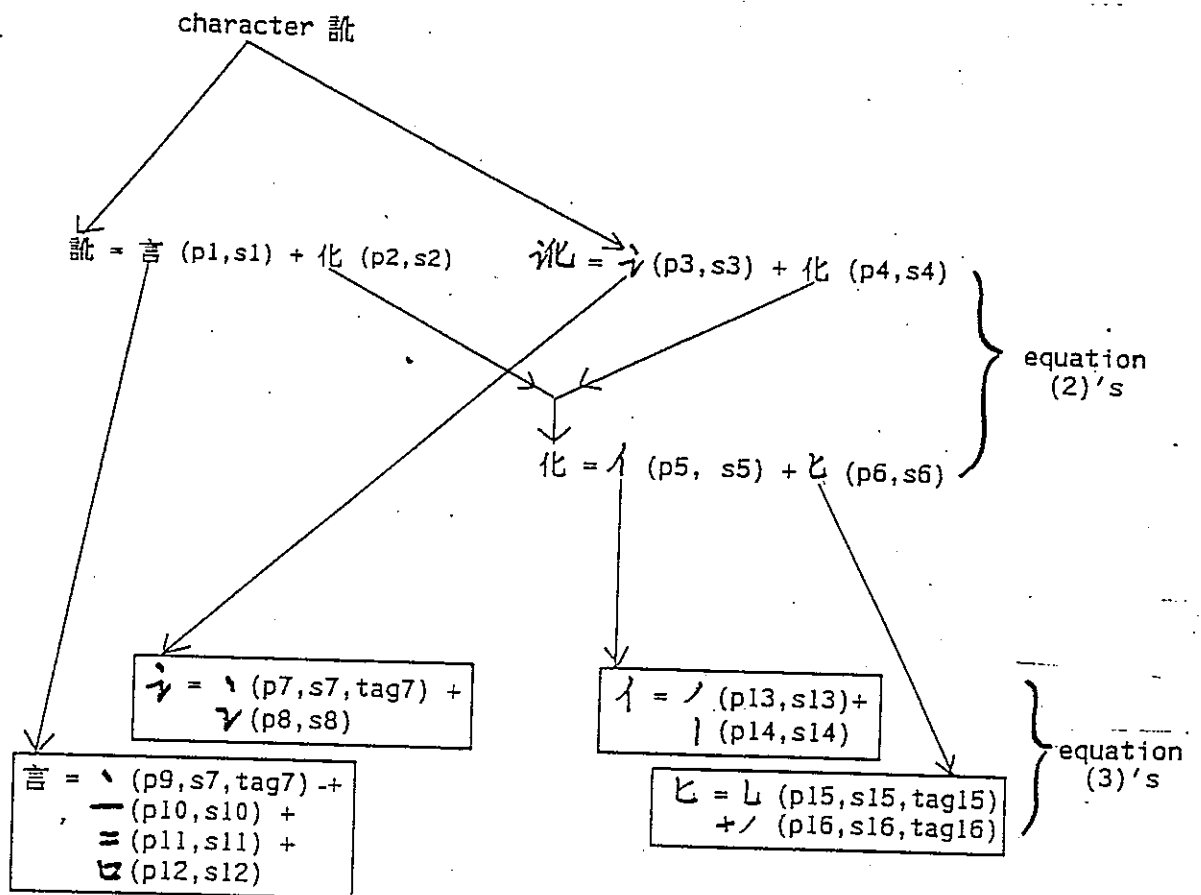 character 訛
訛 = 言 (p1,s1) + 化 (p2,s2)
讹 = 讠 (p3,s3) + 化 (p4,s4)
equation
(2)'s
化 = 亻 (p5, s5) + 匕 (p6,s6)
讠 = 丶 (p7,s7,tag7) +
(p8,s8)
亻 = 丿 (p13,s13)+
丨 (p14,s14)
equation
(3)'s
言 = 丶 (p9,s7,tag7) +
一 (p10,s10) +
二 (p11,s11) +
口 (p12,s12)
匕 = 乚 (p15,s15,tag15)
+丿 (p16,s16,tag16)